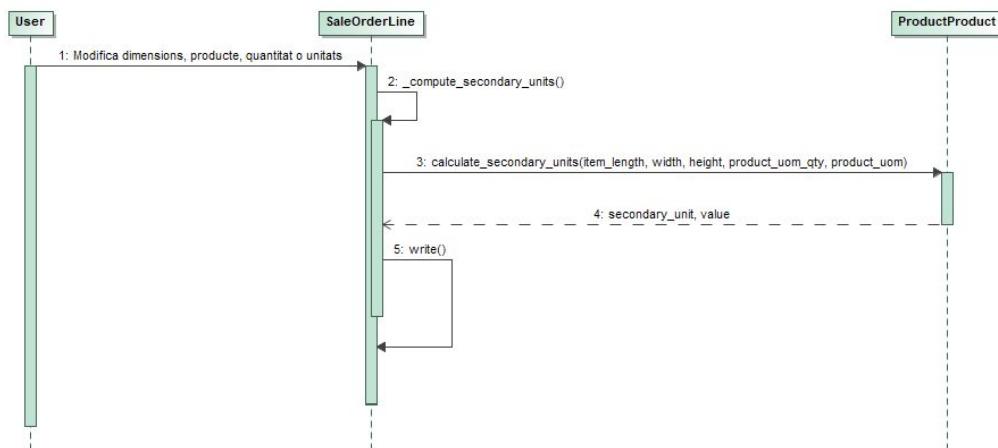 User
SaleOrderLine
ProductProduct
1: Modifica dimensions, producte, quantitat o unitats
2: _compute_secondary_units()
3: calculate_secondary_units(item_length, width, height, product_uom_qty, product_uom)
4: secondary_unit, value
5: write()